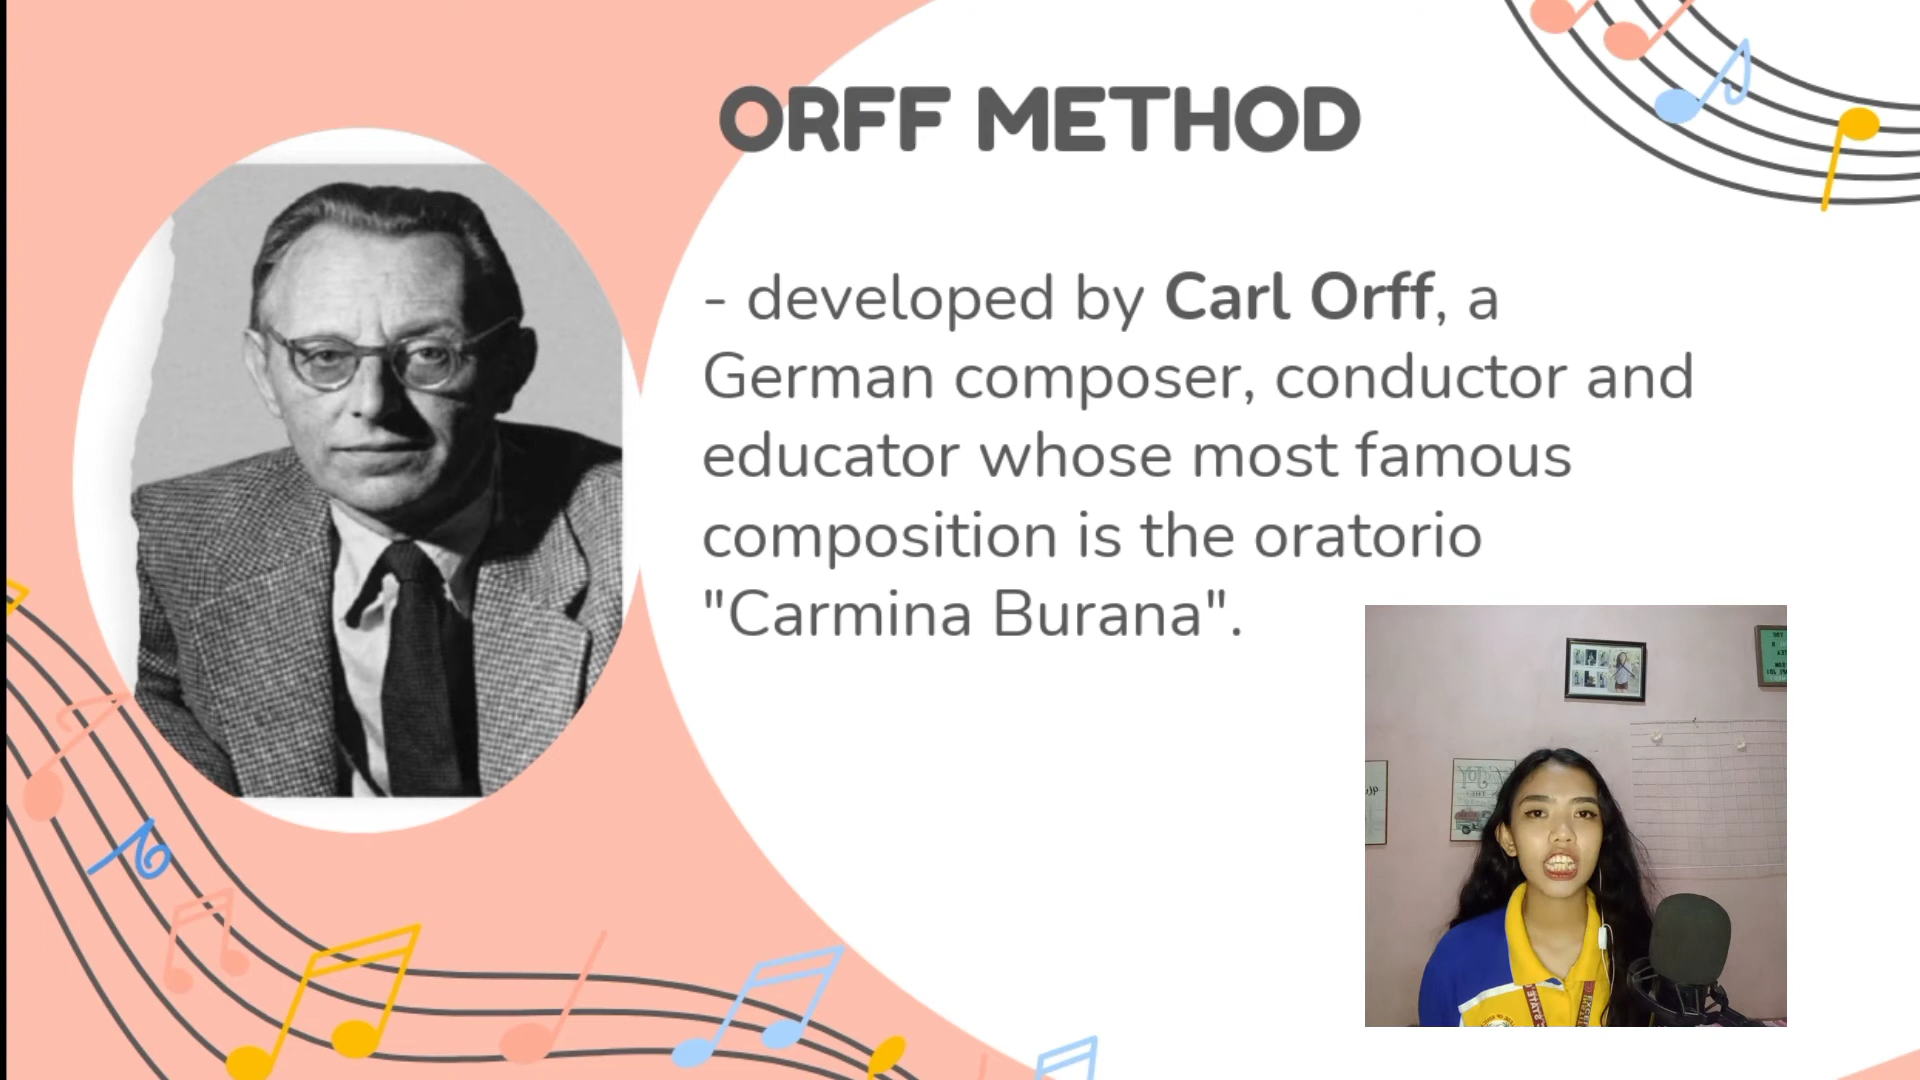 ORFF METHOD
- developed by Carl Orff, a
German composer, conductor and
educator whose most famous
composition is the oratorio
"Carmina Burana".
JOY